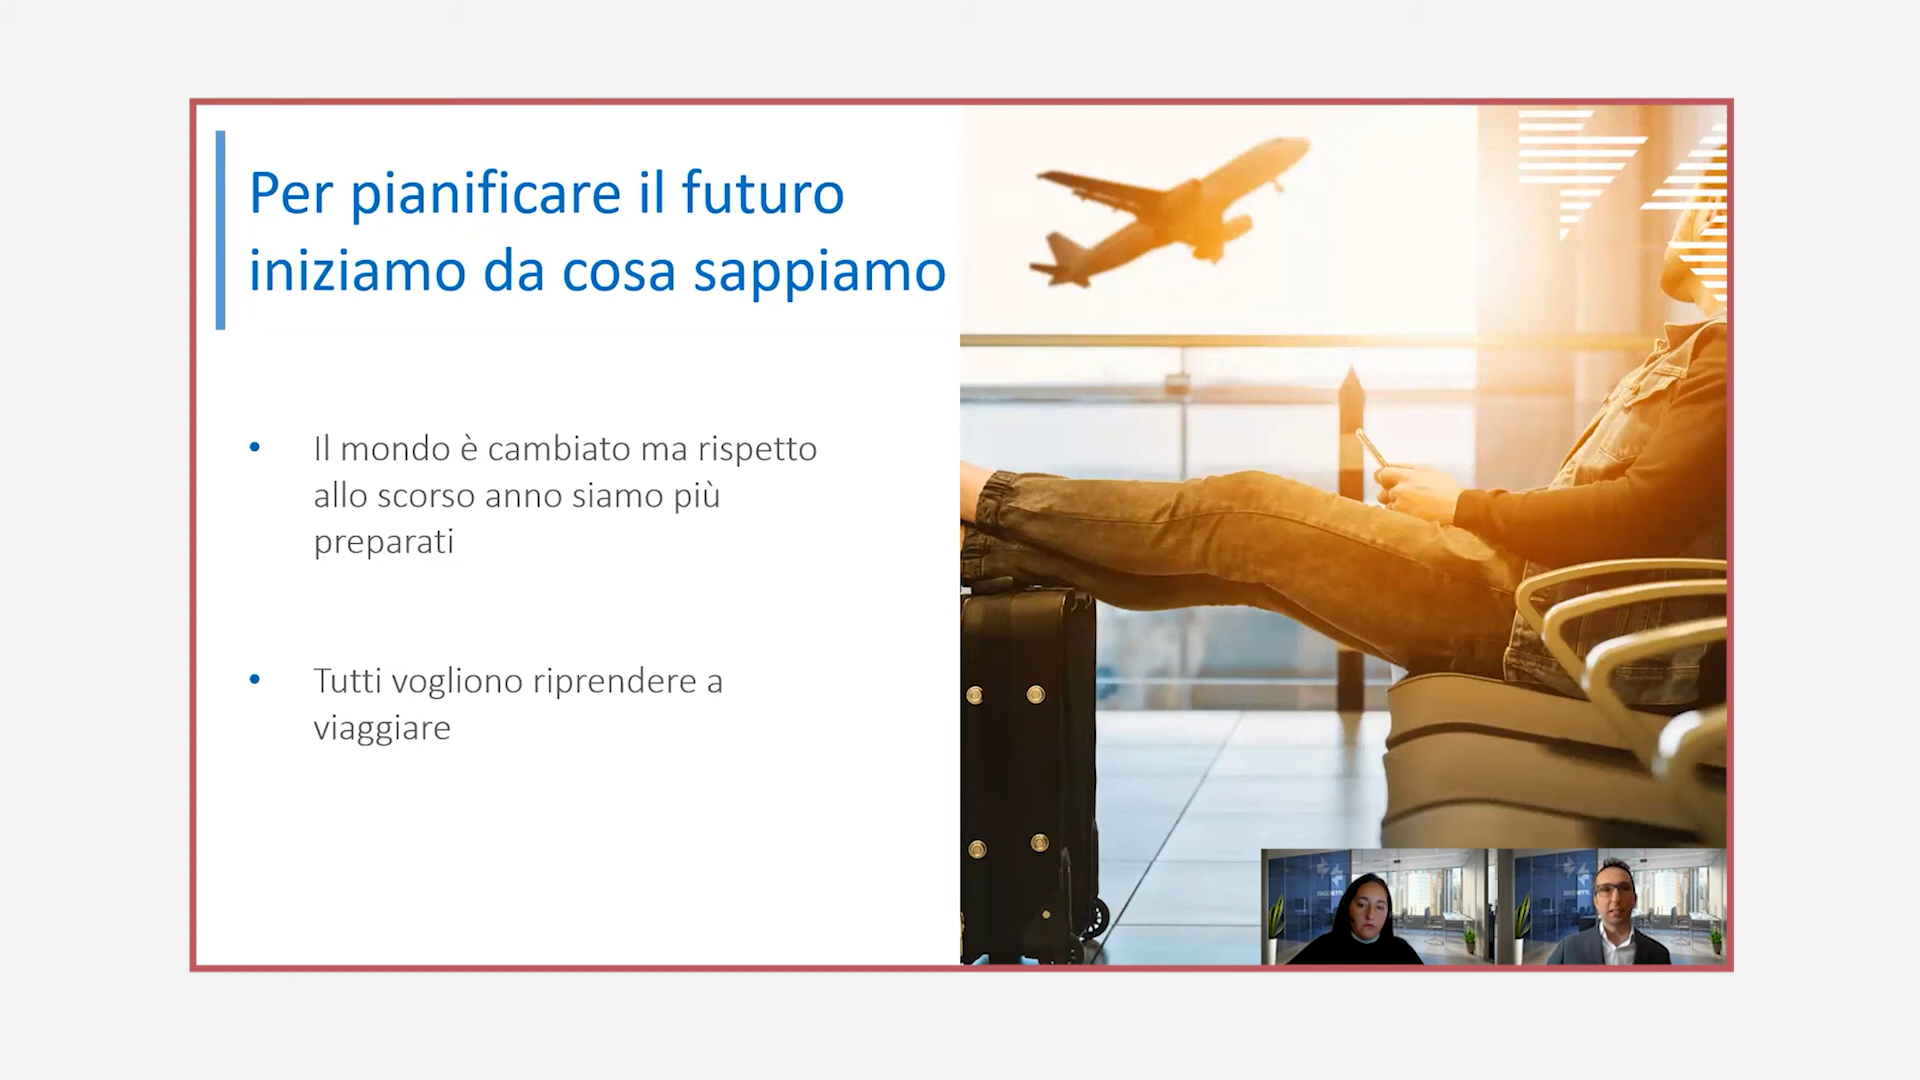 Per pianificare il futuro
iniziamo da cosa sappiamo
• Il mondo è cambiato ma rispetto
allo scorso anno siamo più
preparati
• Tutti vogliono riprendere a
viaggiare